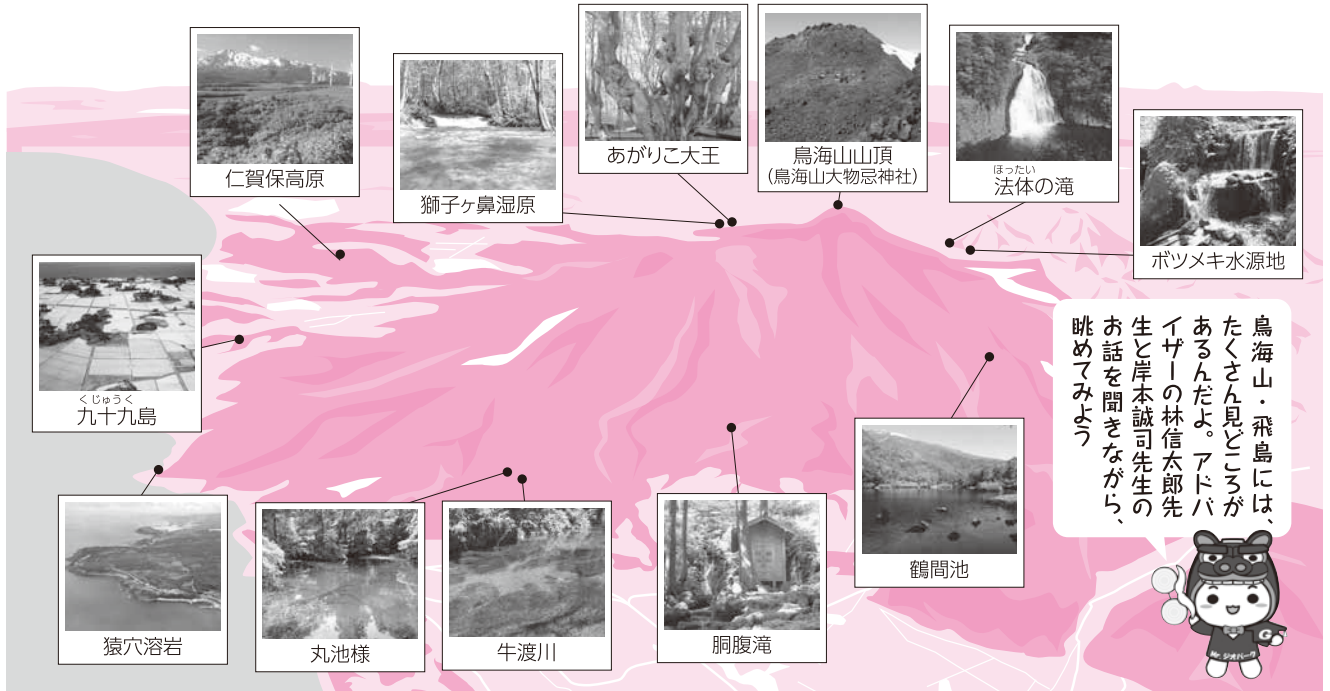 仁賀保高原
獅子ヶ鼻湿原
あがりこ大王
鳥海山山頂
(鳥海山大物忌神社)
ほったい
法体の滝
ボツメキ水源地
くじゅうく
九十九島
鳥海山・飛島には、
たくさん見どころが
あるんだよ。アドバ
イザーの林信太郎先
生と岸本誠司先生の
お話を聞きながら、
眺めてみよう
猿穴溶岩
丸池様
牛渡川
胴腹滝
鶴間池
G
Mr.ジオパーク